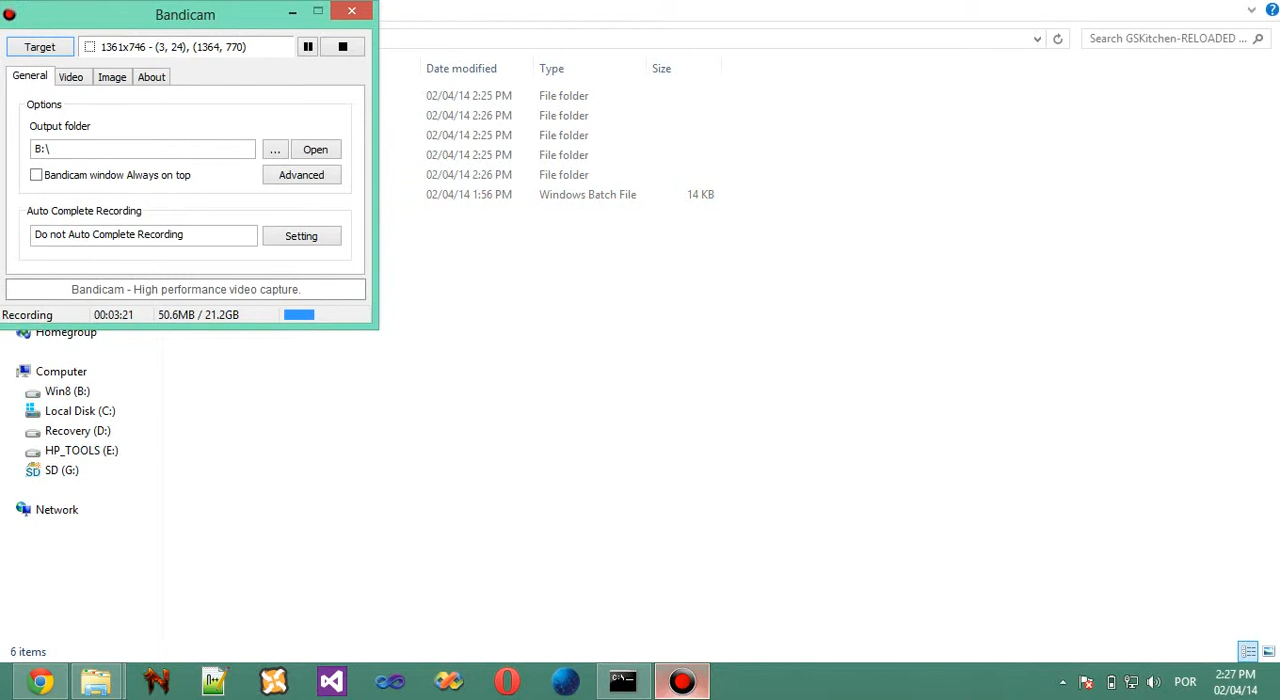 Bandicam
Target
1361x746 - (3, 24), (1364, 770)
General
Video
Image
About
Options
Output folder
B:\
...
Open
Bandicam window Always on top
Advanced
Auto Complete Recording
Do not Auto Complete Recording
Setting
Bandicam - High performance video capture.
Recording
00:03:21
50.6MB / 21.2GB
Search GSKitchen-RELOADED ...
Date modified
Type
Size
02/04/14 2:25 PM
File folder
02/04/14 2:26 PM
File folder
02/04/14 2:25 PM
File folder
02/04/14 2:25 PM
File folder
02/04/14 2:26 PM
File folder
02/04/14 1:56 PM
Windows Batch File
14 KB
Homegroup
Computer
Win8 (B:)
Local Disk (C:)
Recovery (D:)
HP_TOOLS (E:)
SD
SD (G:)
Network
6 items
POR
2:27 PM
02/04/14